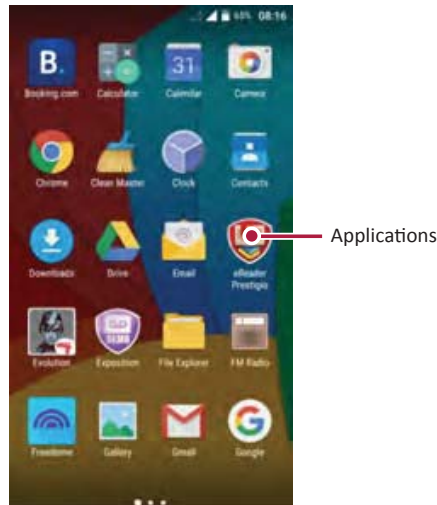 65% 08:16
B.
31
Booking.com Calculator Calendar Camera
Chrome Clean Master Clock Contacts
Applications
Downloads Drive Email eReader
Prestigio
Evolution Exposition File Explorer FM Radio
Freedome Gallery Gmail Google